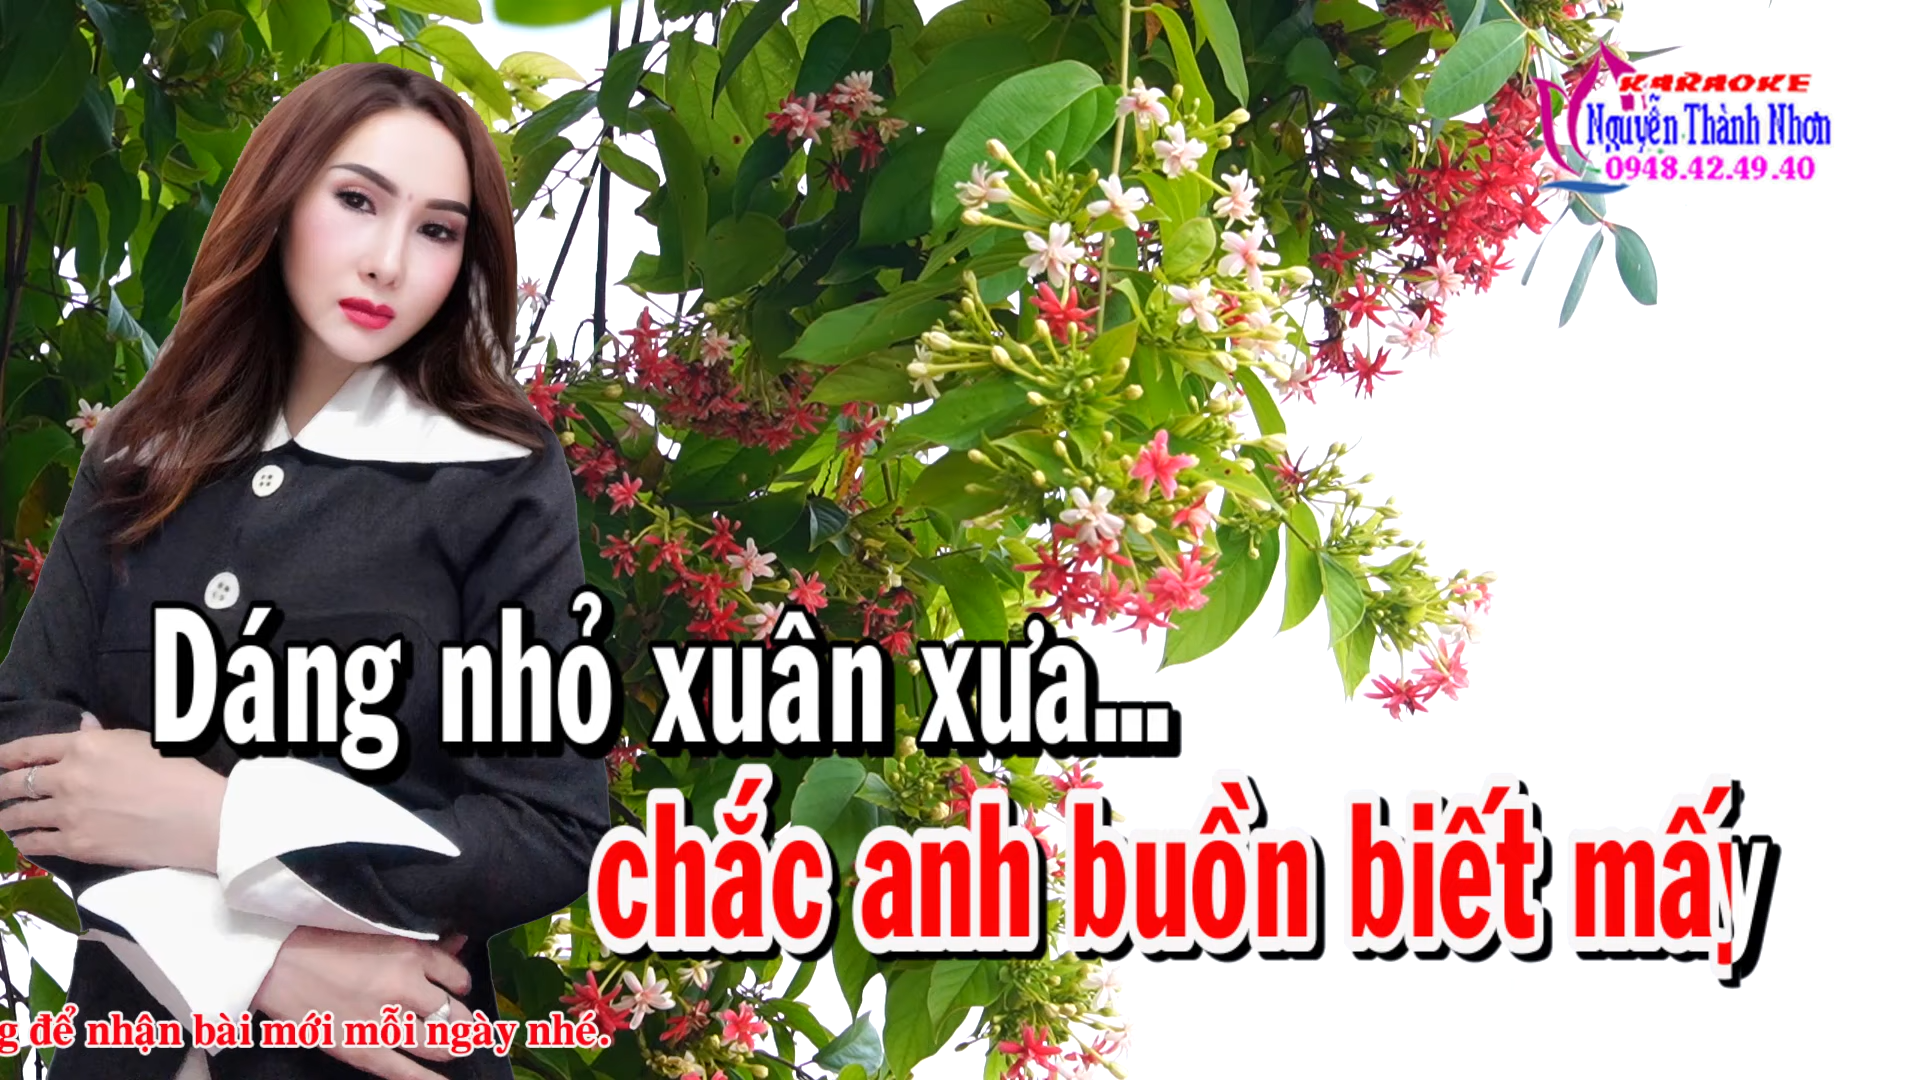 KARAOKE
Nguyễn Thành Nhơn
0948.42.49.40
Dáng nhỏ xuân xưa...
chắc anh buồn biết mấy
để nhận bài mới mỗi ngày nhé.